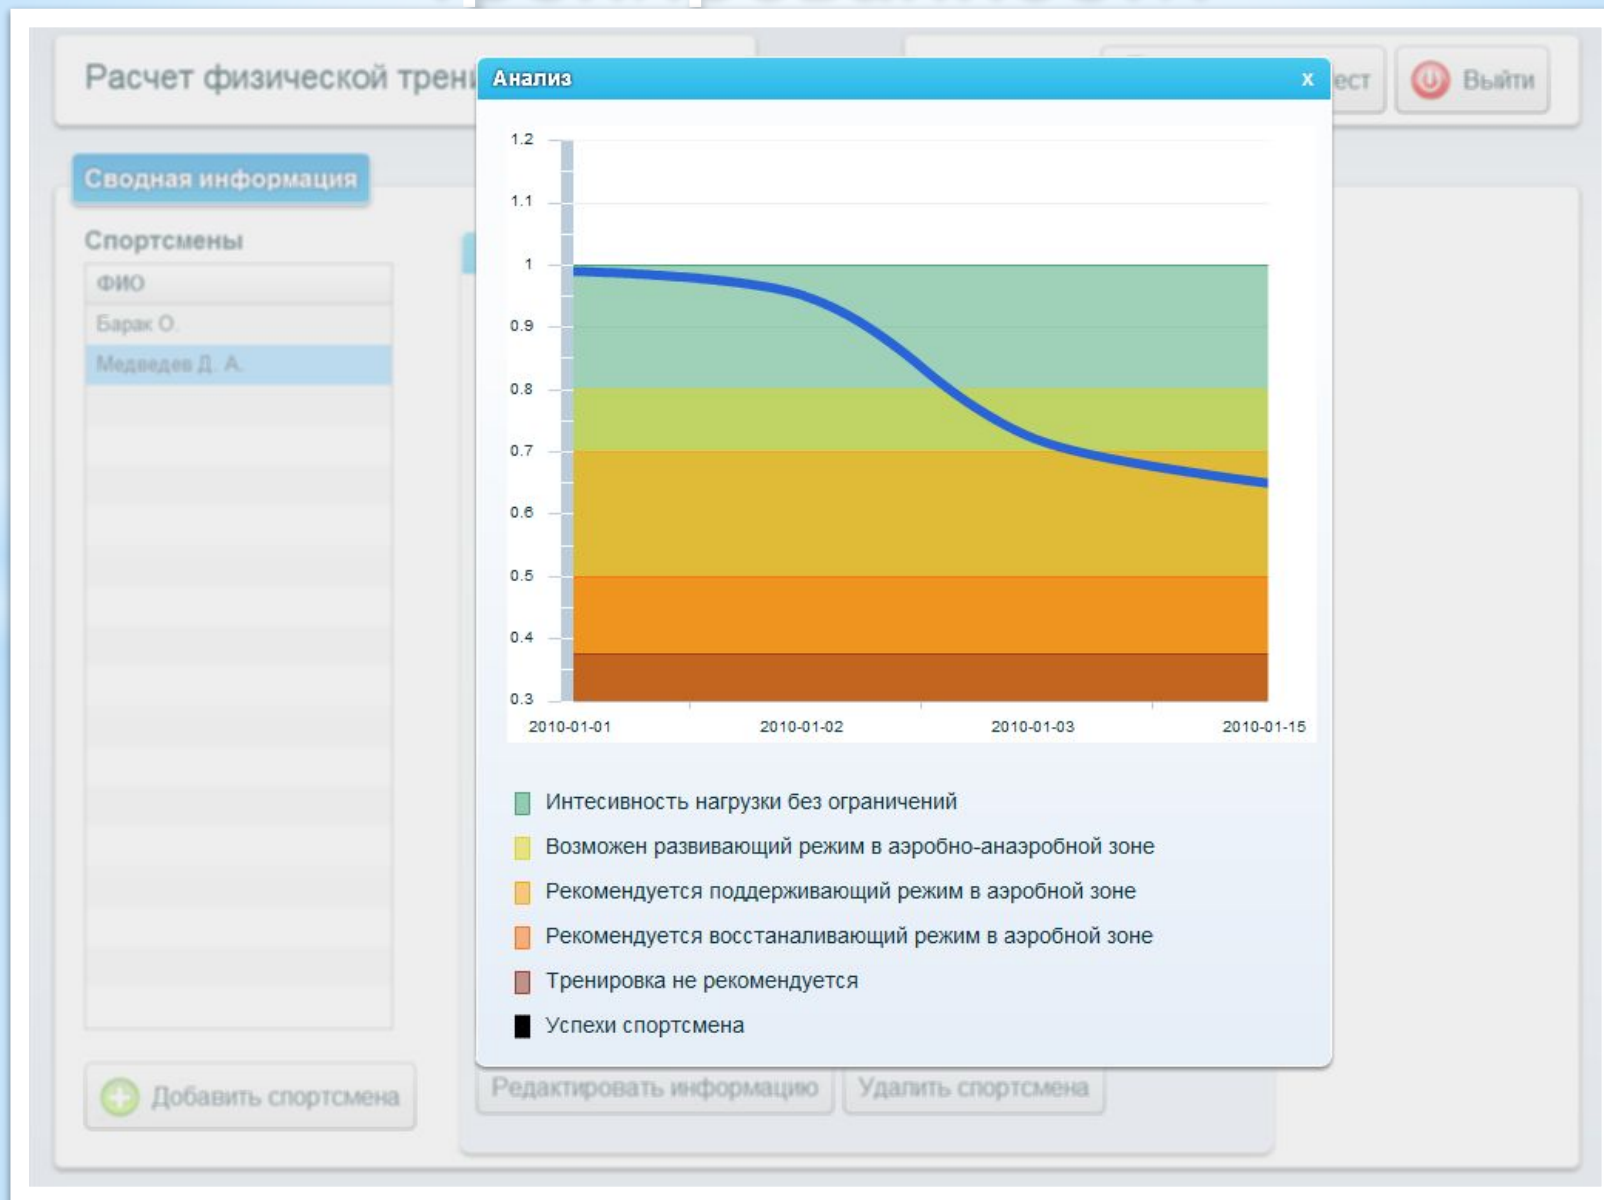 Расчет физической трени
Анализ
x
ест
Выйти
Сводная информация
Спортсмены
ФИО
Барак О.
Медведев Д. А.
1.2
1.1
1
0.9
0.8
0.7
0.6
0.5
0.4
0.3
2010-01-01 2010-01-02 2010-01-03 2010-01-15
Интесивность нагрузки без ограничений
Возможен развивающий режим в аэробно-анаэробной зоне
Рекомендуется поддерживающий режим в аэробной зоне
Рекомендуется восстаналивающий режим в аэробной зоне
Тренировка не рекомендуется
Успехи спортсмена
Добавить спортсмена
Редактировать информацию
Удалить спортсмена